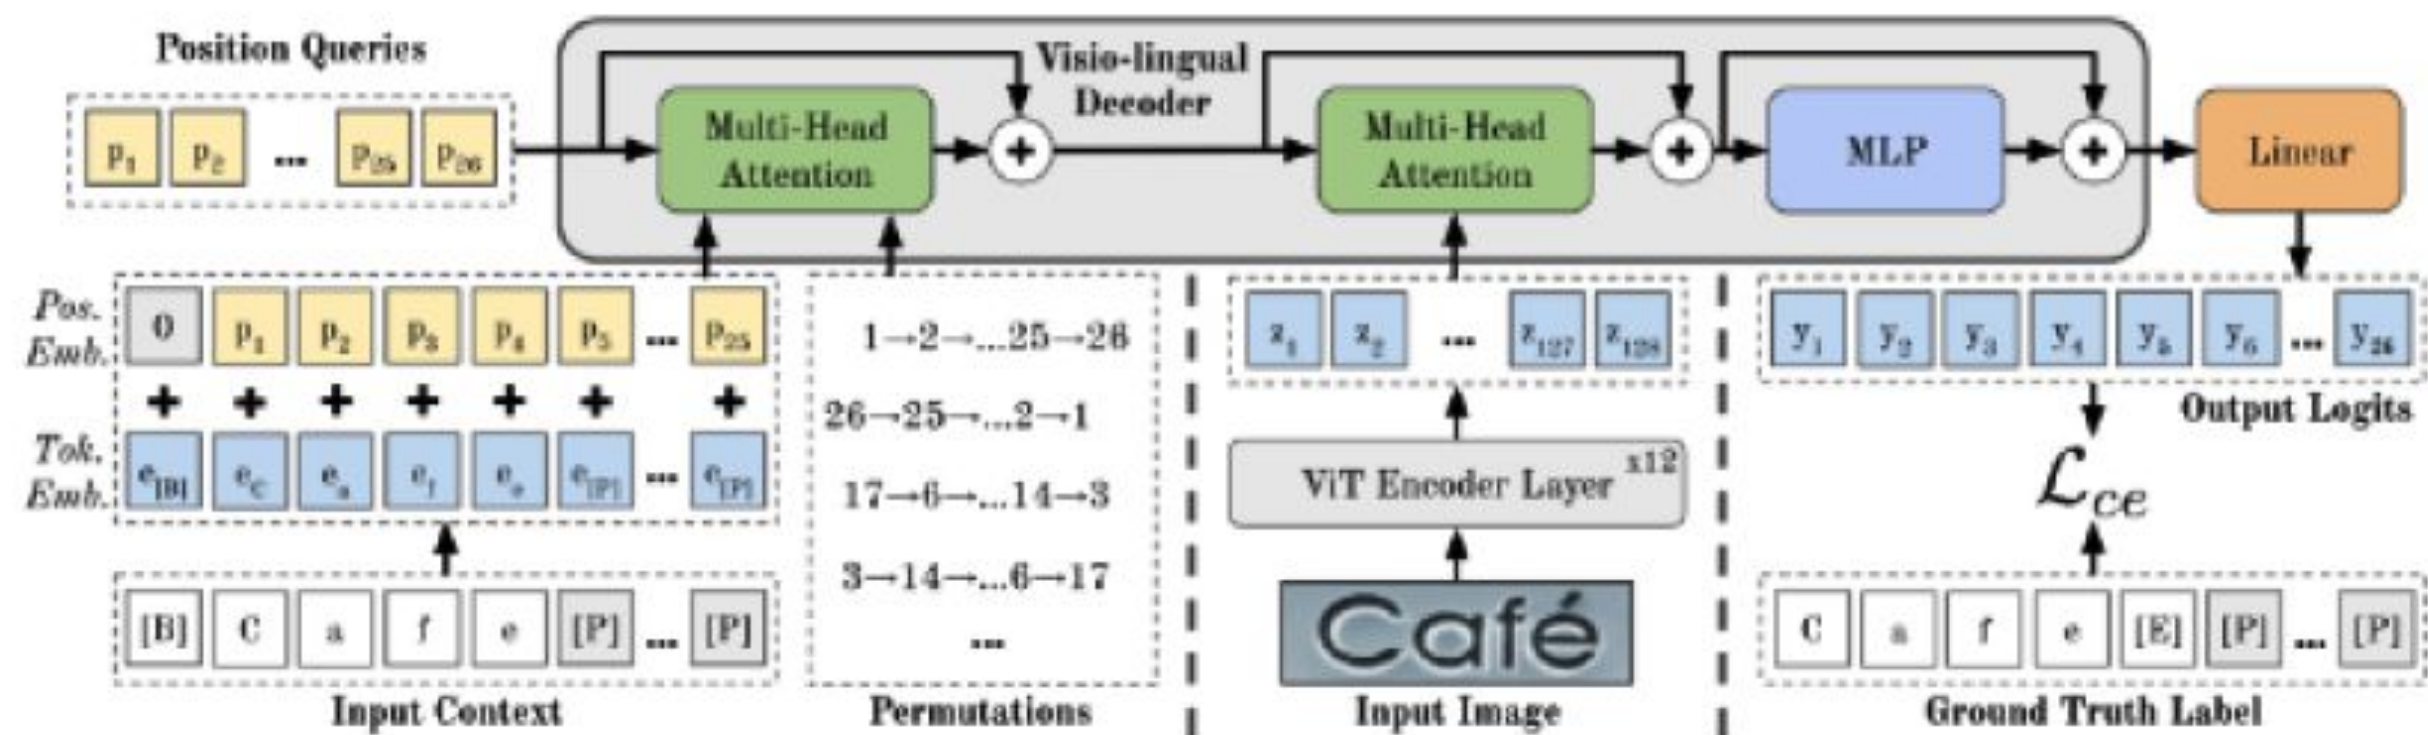 Position Queries
p1 p2 ... p25 p26
Visio-lingual
Decoder
Multi-Head
Attention
Multi-Head
Attention
MLP
Linear
Pos.
Emb.
0 p1 p2 p3 p4 p5 ... p25
+ + + + + + +
Tok.
Emb.
e[B] eC ea ef ee e[P] ... e[P]
[B] C a f e [P] ... [P]
Input Context
1→2→...25→26
26→25→...2→1
17→6→...14→3
3→14→...6→17
...
Permutations
z1 z2 ... z127 z128
ViT Encoder Layer x12
Café
Input Image
y1 y2 y3 y4 y5 y6 ... y26
Output Logits
ℒce
C a f e [E] [P] ... [P]
Ground Truth Label